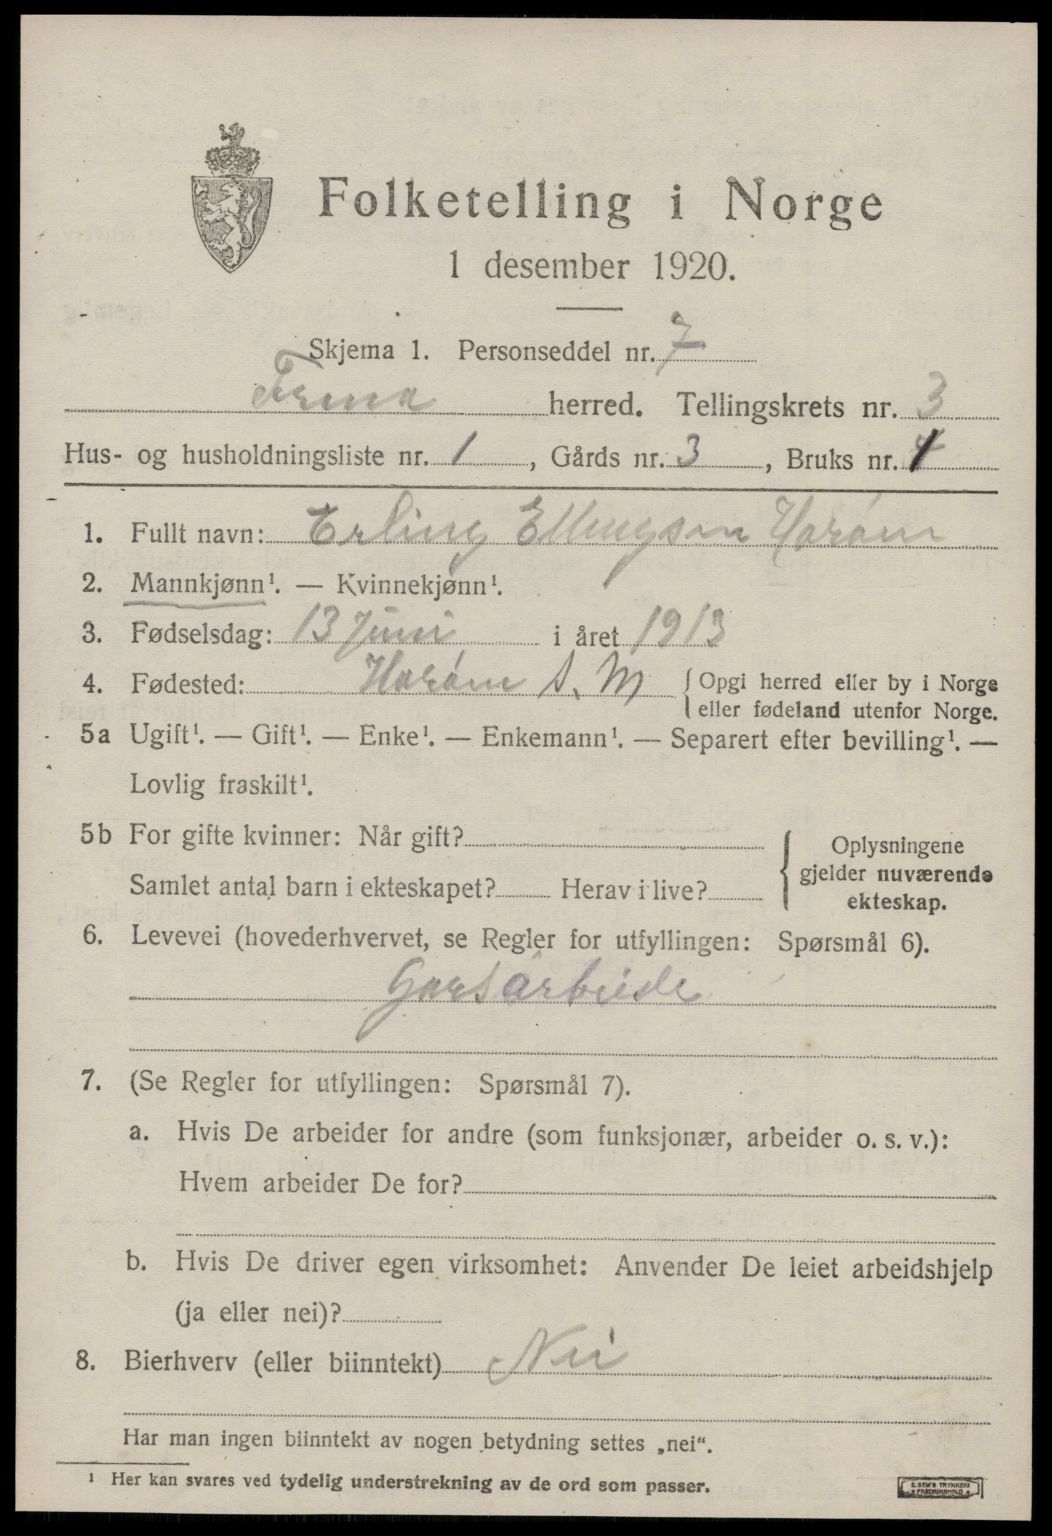 Folketelling i Norge
1 desember 1920.
Skjema 1. Personseddel nr. 7
Fræna herred. Tellingskrets nr. 3
Hus- og husholdningsliste nr. 1, Gårds nr. 3, Bruks nr. 1
1. Fullt navn: Erling Ellingsen Harøm
2. Mannkjønn¹. — Kvinnekjønn¹.
3. Fødselsdag: 13 Juni i året 1913
4. Fødested: Harøm S. M { Opgi herred eller by i Norge
eller fødeland utenfor Norge.
5a Ugift¹. — Gift¹. — Enke¹. — Enkemann¹. — Separert efter bevilling¹. —
Lovlig fraskilt¹.
5b For gifte kvinner: Når gift?
Samlet antal barn i ekteskapet? Herav i live?
Oplysningene
gjelder nuværende
ekteskap.
6. Levevei (hovederhvervet, se Regler for utfyllingen: Spørsmål 6).
Garsarbeide
7. (Se Regler for utfyllingen: Spørsmål 7).
a. Hvis De arbeider for andre (som funksjonær, arbeider o. s. v.):
Hvem arbeider De for?
b. Hvis De driver egen virksomhet: Anvender De leiet arbeidshjelp
(ja eller nei)?
8. Bierhverv (eller biinntekt) Nei
Har man ingen biinntekt av nogen betydning settes „nei“.
¹ Her kan svares ved tydelig understrekning av de ord som passer.